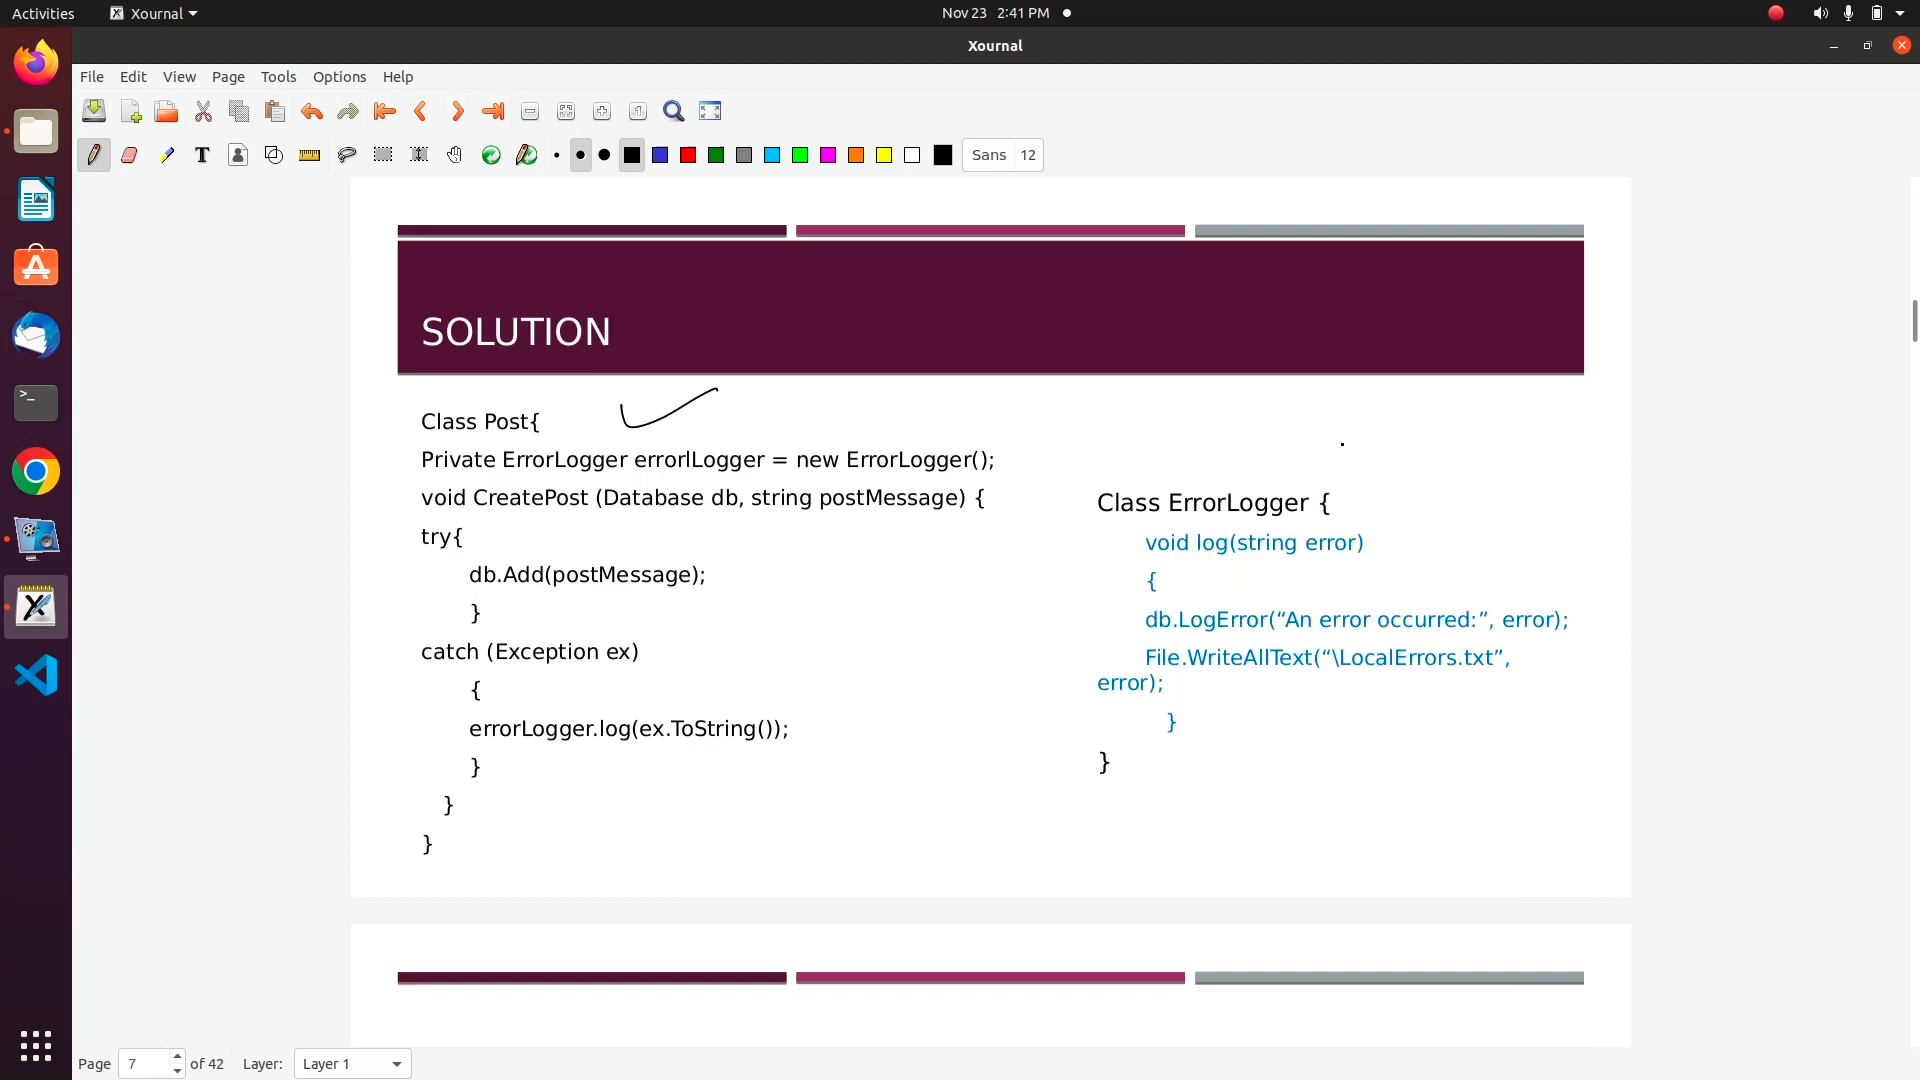 Activities
Xournal
Nov 23 2:41 PM
Xournal
File Edit View Page Tools Options Help
Sans 12
SOLUTION
Class Post{
Private ErrorLogger errorlLogger = new ErrorLogger();
void CreatePost (Database db, string postMessage) {
try{
db.Add(postMessage);
}
catch (Exception ex)
{
errorLogger.log(ex.ToString());
}
}
}
Class ErrorLogger {
void log(string error)
{
db.LogError(“An error occurred:”, error);
File.WriteAllText(“\LocalErrors.txt”,
error);
}
}
Page 7 of 42 Layer: Layer 1